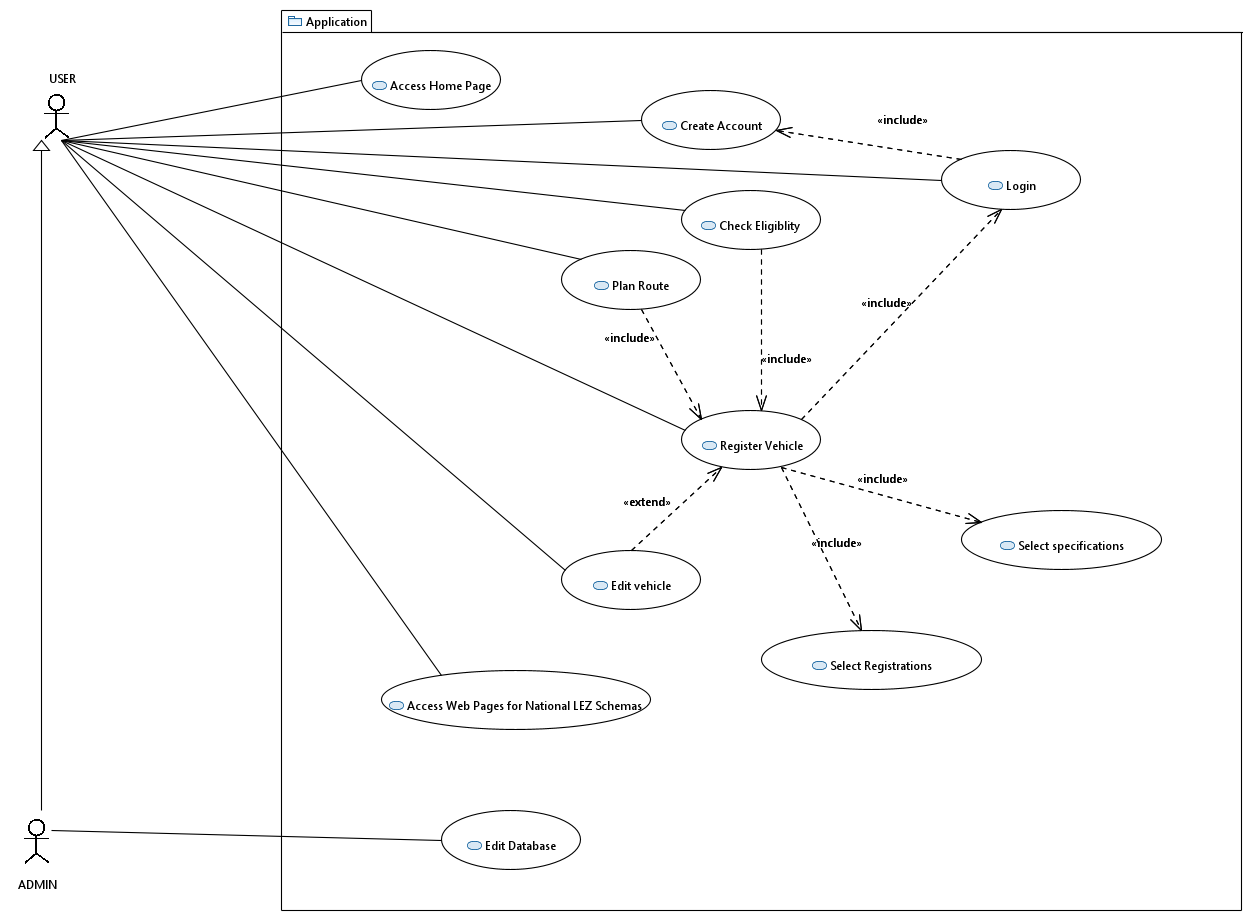 Application
USER
Access Home Page
Create Account
«include»
Login
Check Eligiblity
Plan Route
«include»
«include»
«include»
Register Vehicle
«include»
«extend»
«include»
Select specifications
Edit vehicle
Select Registrations
Access Web Pages for National LEZ Schemas
Edit Database
ADMIN